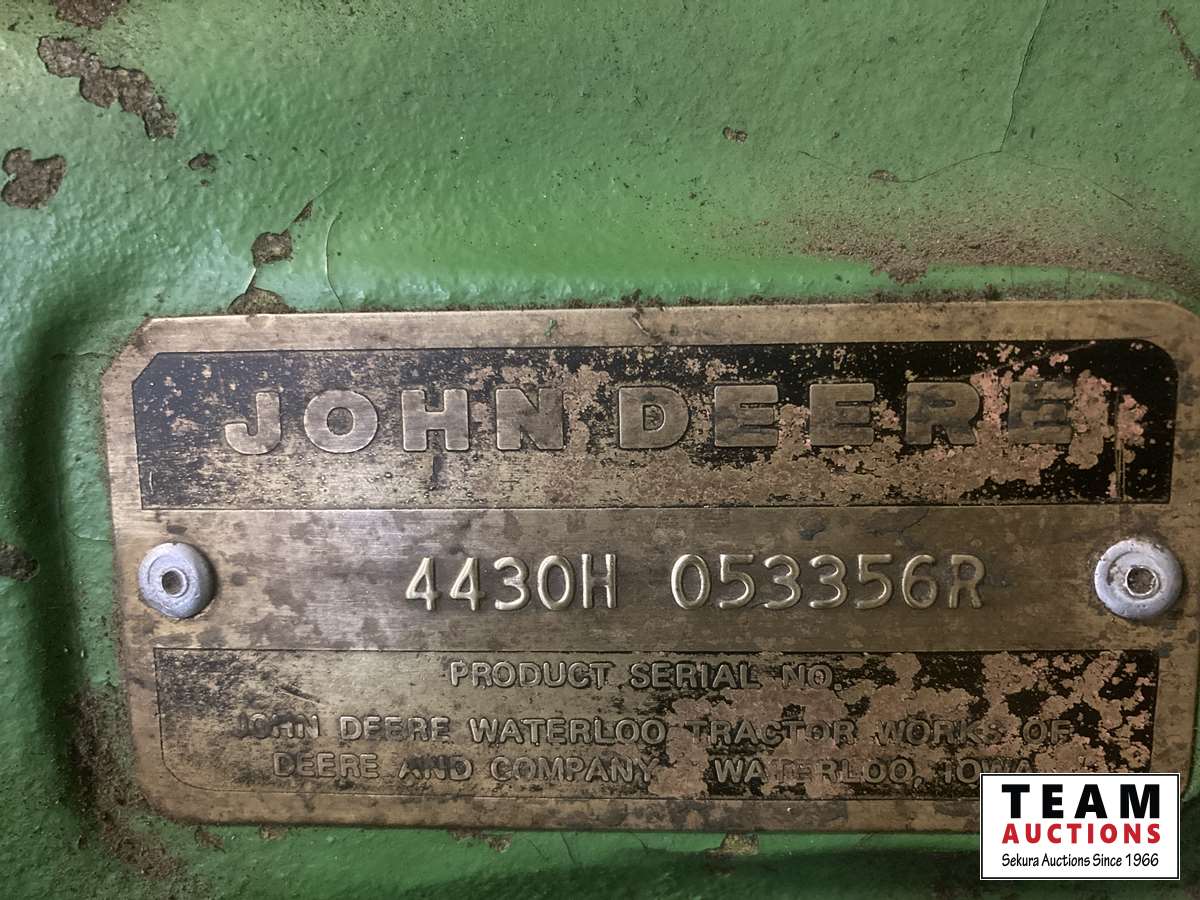 JOHN DEERE
4430H 053356R
PRODUCT SERIAL NO.
JOHN DEERE WATERLOO TRACTOR WORKS OF
DEERE AND COMPANY WATERLOO, IOWA
TEAM
AUCTIONS
Sekura Auctions Since 1966